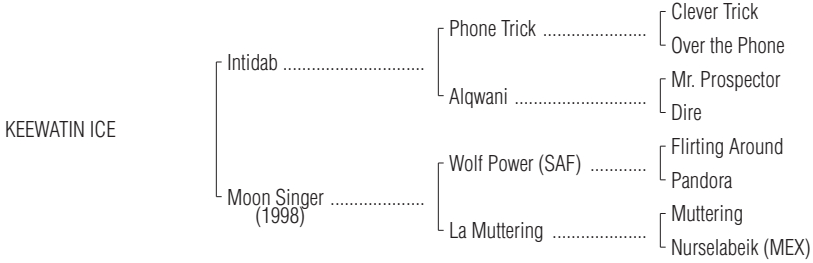 Clever Trick
Phone Trick ......................
Over the Phone
Intidab .............................
Mr. Prospector
Alqwani ...........................
Dire
KEEWATIN ICE
Flirting Around
Wolf Power (SAF) ............
Pandora
Moon Singer ....................
(1998)
Muttering
La Muttering ....................
Nurselabeik (MEX)